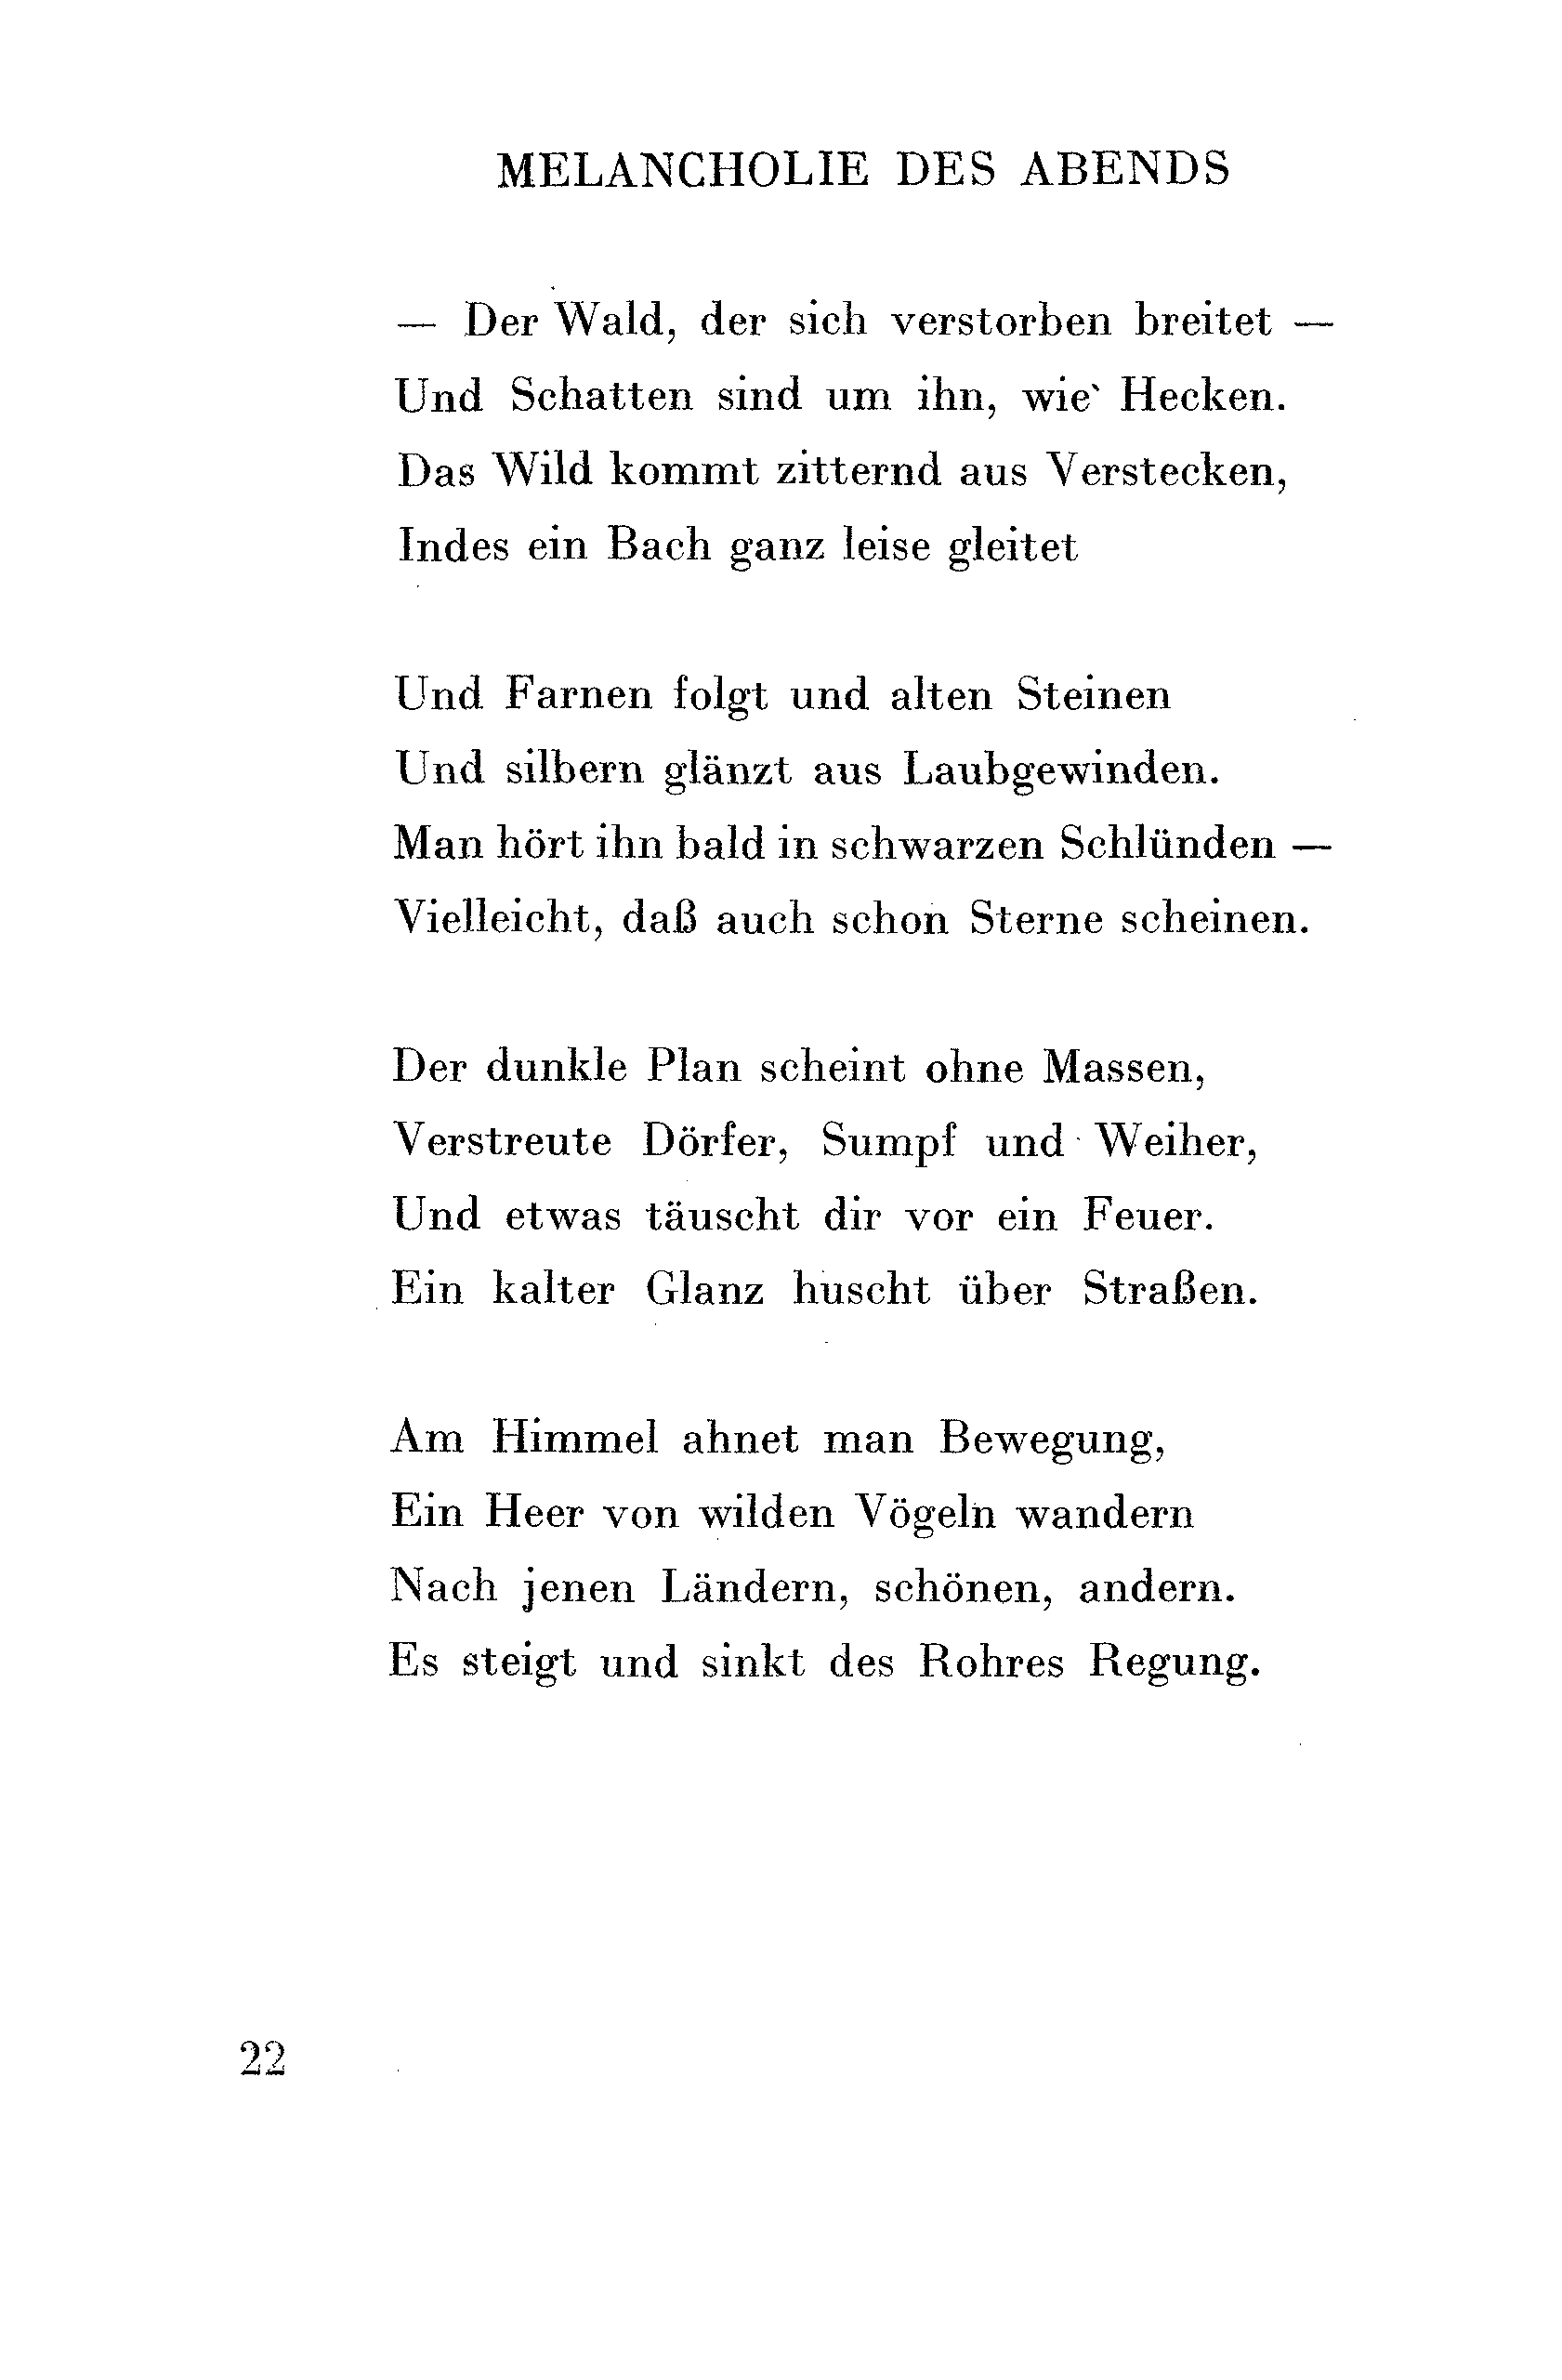 MELANCHOLIE DES ABENDS
— Der Wald, der sich verstorben breitet —
Und Schatten sind um ihn, wie Hecken.
Das Wild kommt zitternd aus Verstecken,
Indes ein Bach ganz leise gleitet
Und Farnen folgt und alten Steinen
Und silbern glänzt aus Laubgewinden.
Man hört ihn bald in schwarzen Schlünden —
Vielleicht, daß auch schon Sterne scheinen.
Der dunkle Plan scheint ohne Massen,
Verstreute Dörfer, Sumpf und Weiher,
Und etwas täuscht dir vor ein Feuer.
Ein kalter Glanz huscht über Straßen.
Am Himmel ahnet man Bewegung,
Ein Heer von wilden Vögeln wandern
Nach jenen Ländern, schönen, andern.
Es steigt und sinkt des Rohres Regung.
22